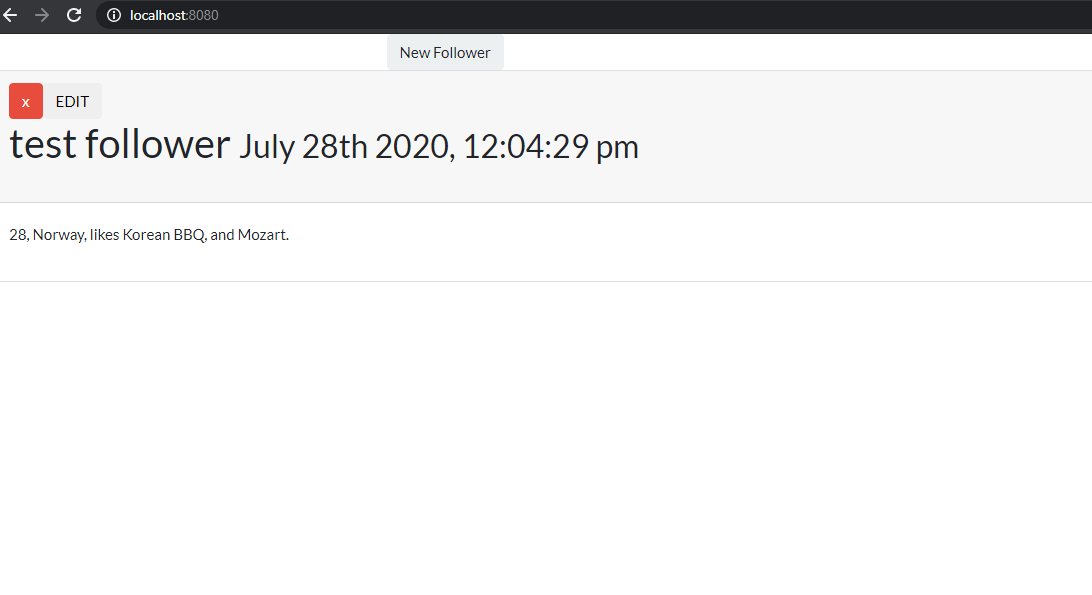 localhost:8080
New Follower
x EDIT
test follower July 28th 2020, 12:04:29 pm
28, Norway, likes Korean BBQ, and Mozart.